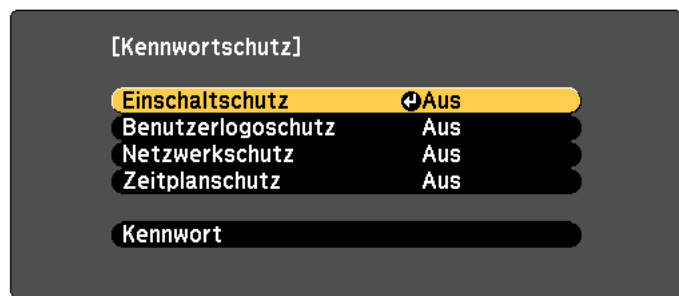 [Kennwortschutz]
Einschaltschutz Aus
Benutzerlogoschutz Aus
Netzwerkschutz Aus
Zeitplanschutz Aus
Kennwort